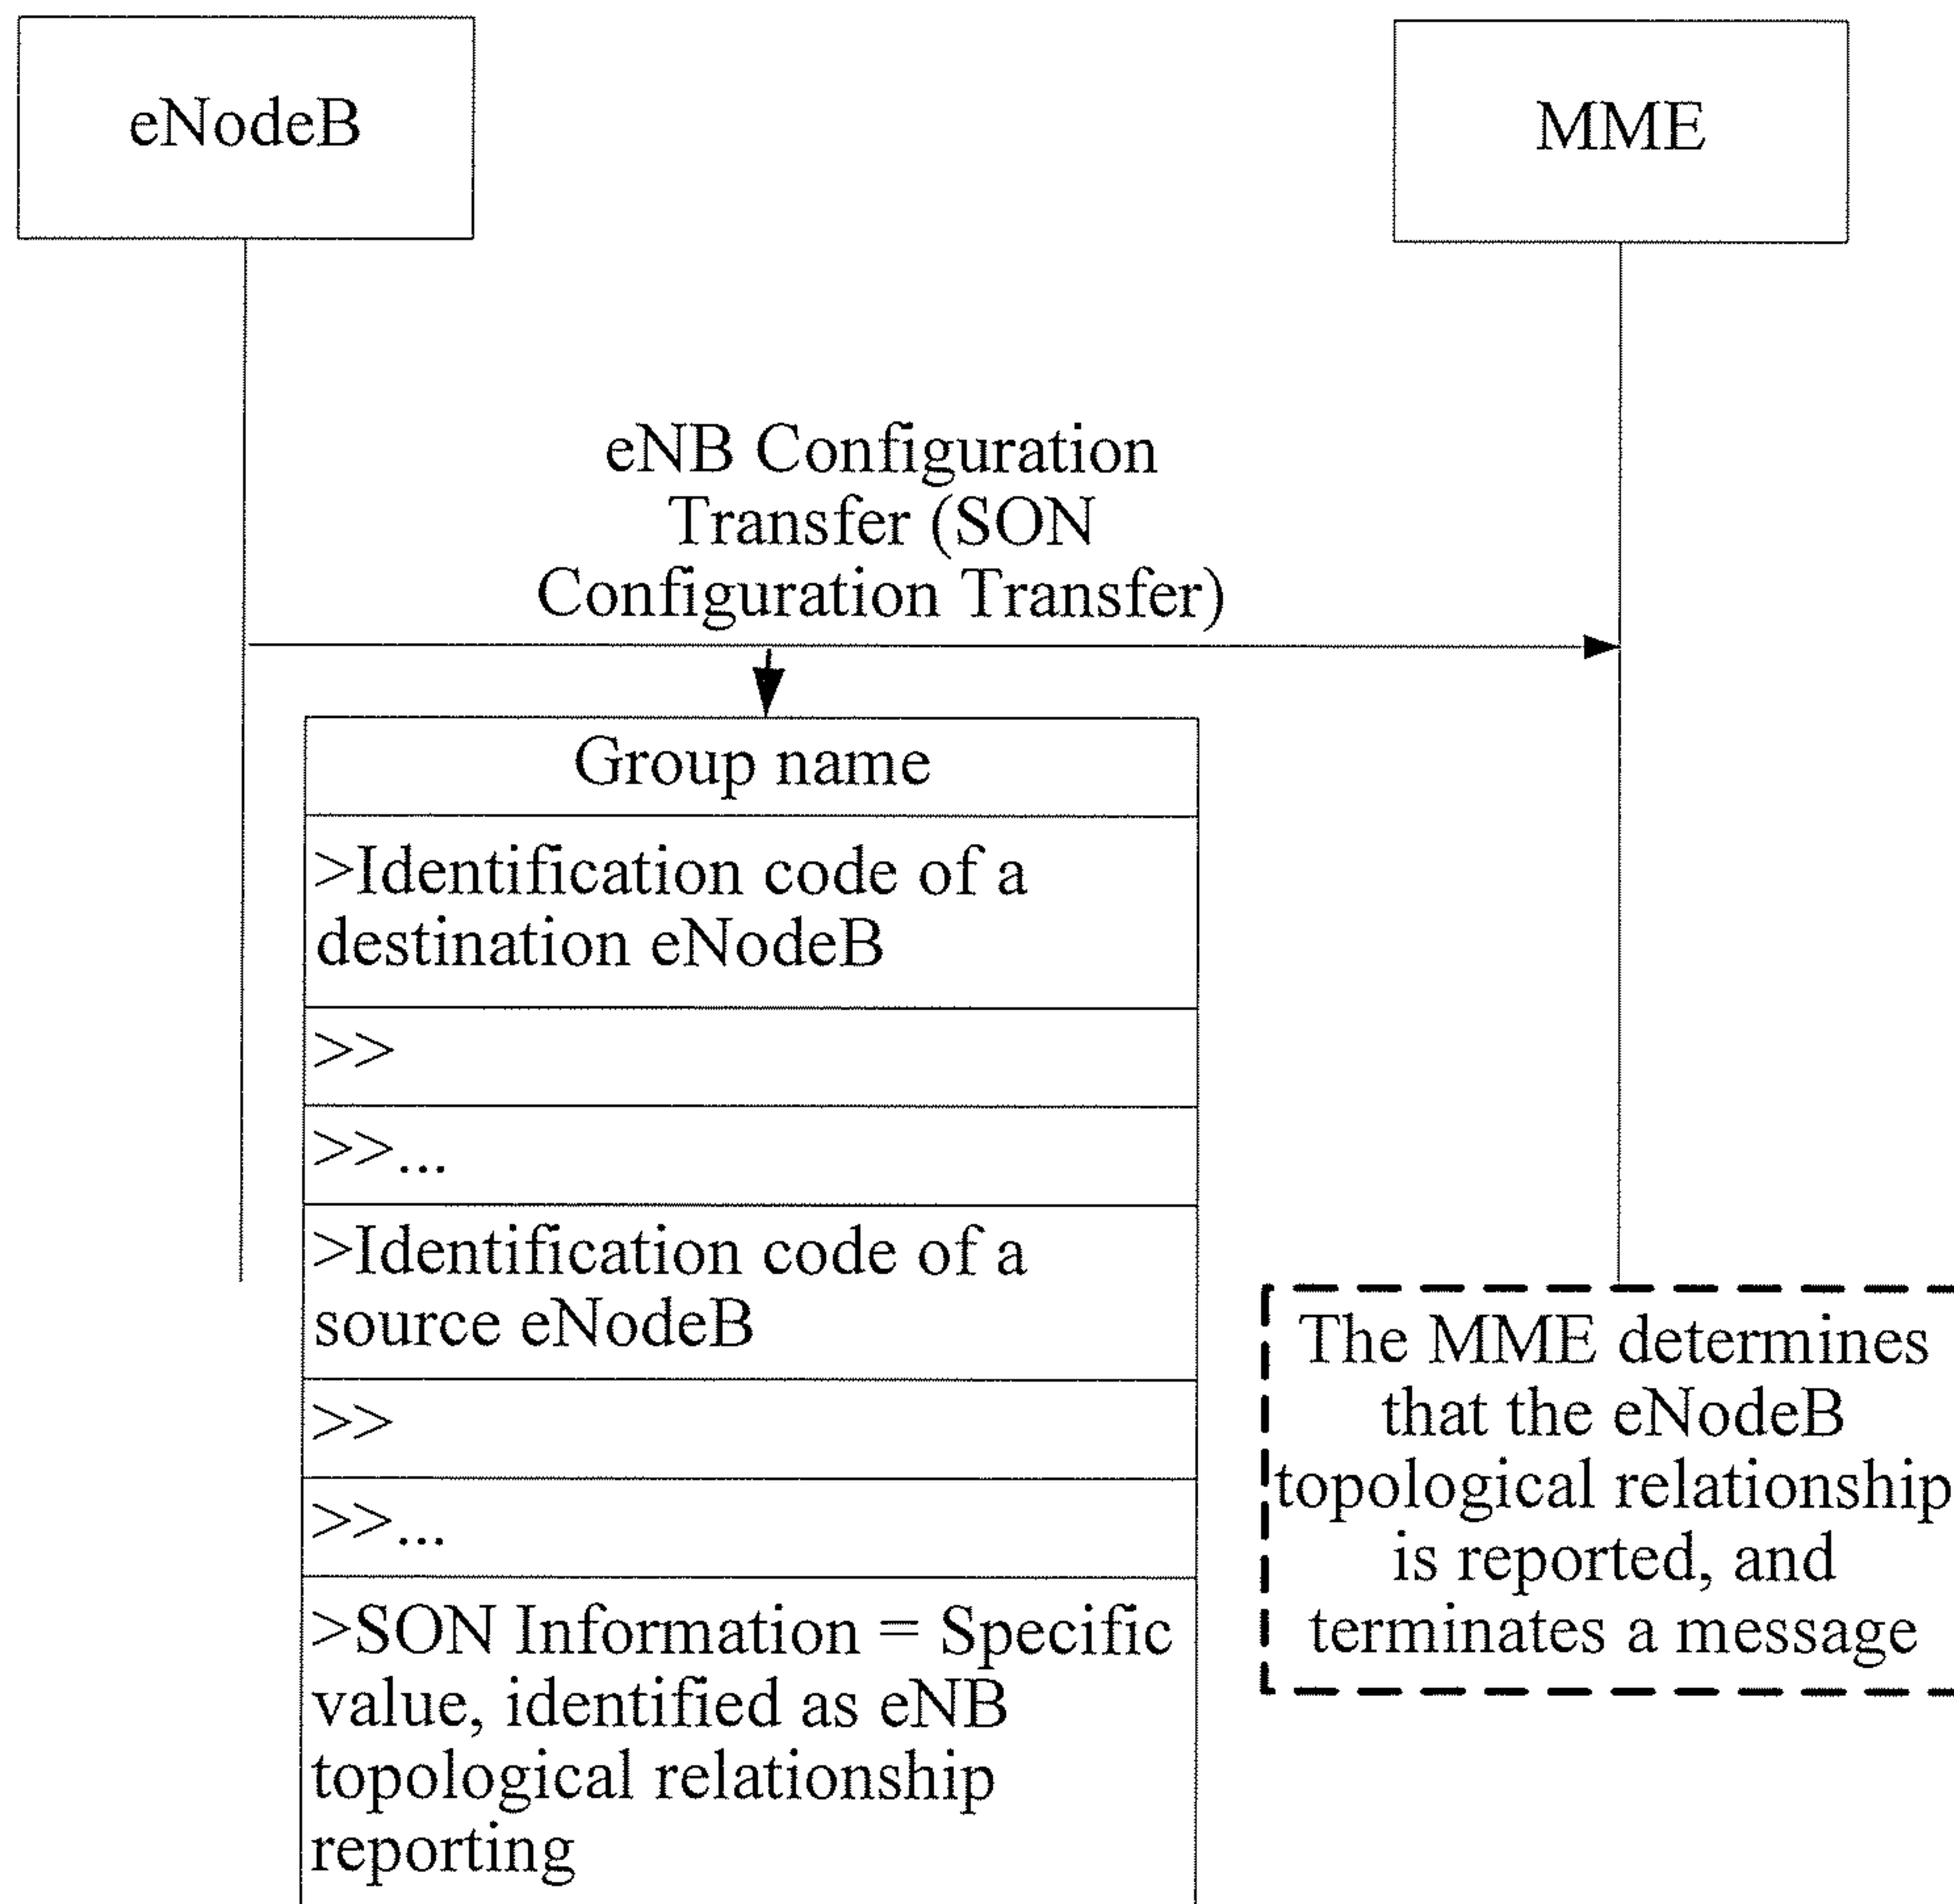 eNodeB
MME
eNB Configuration
Transfer (SON
Configuration Transfer)
Group name
>Identification code of a
destination eNodeB
>>
>>...
>Identification code of a
source eNodeB
>>
>>...
>SON Information = Specific
value, identified as eNB
topological relationship
reporting
The MME determines
that the eNodeB
topological relationship
is reported, and
terminates a message